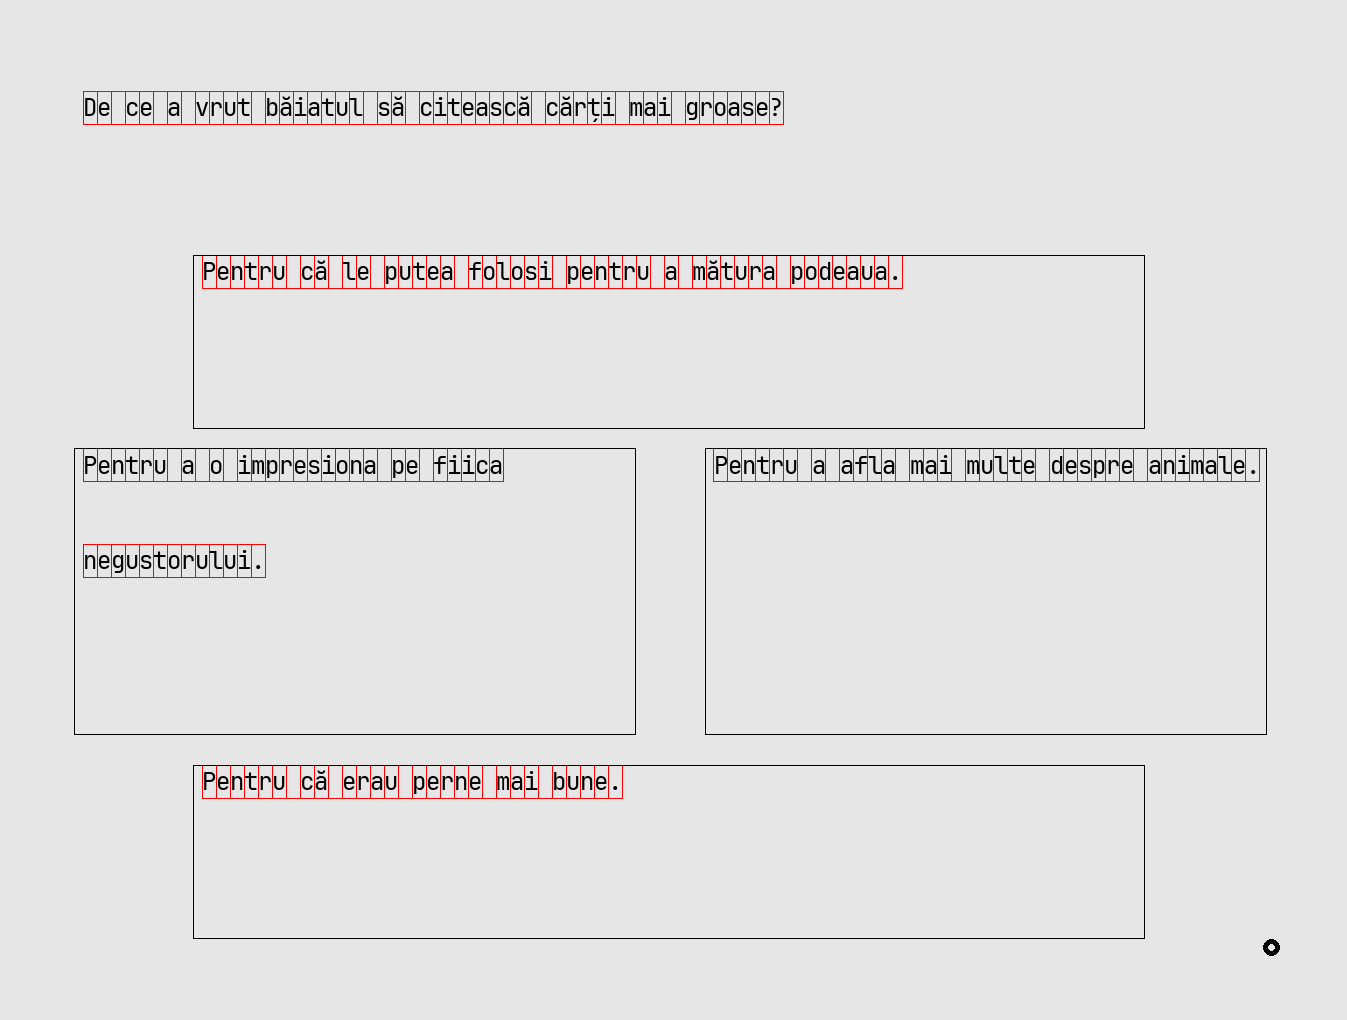 De ce a vrut băiatul să citească cărți mai groase?
Pentru că le putea folosi pentru a mătura podeaua.
Pentru a o impresiona pe fiica
negustorului.
Pentru a afla mai multe despre animale.
Pentru că erau perne mai bune.